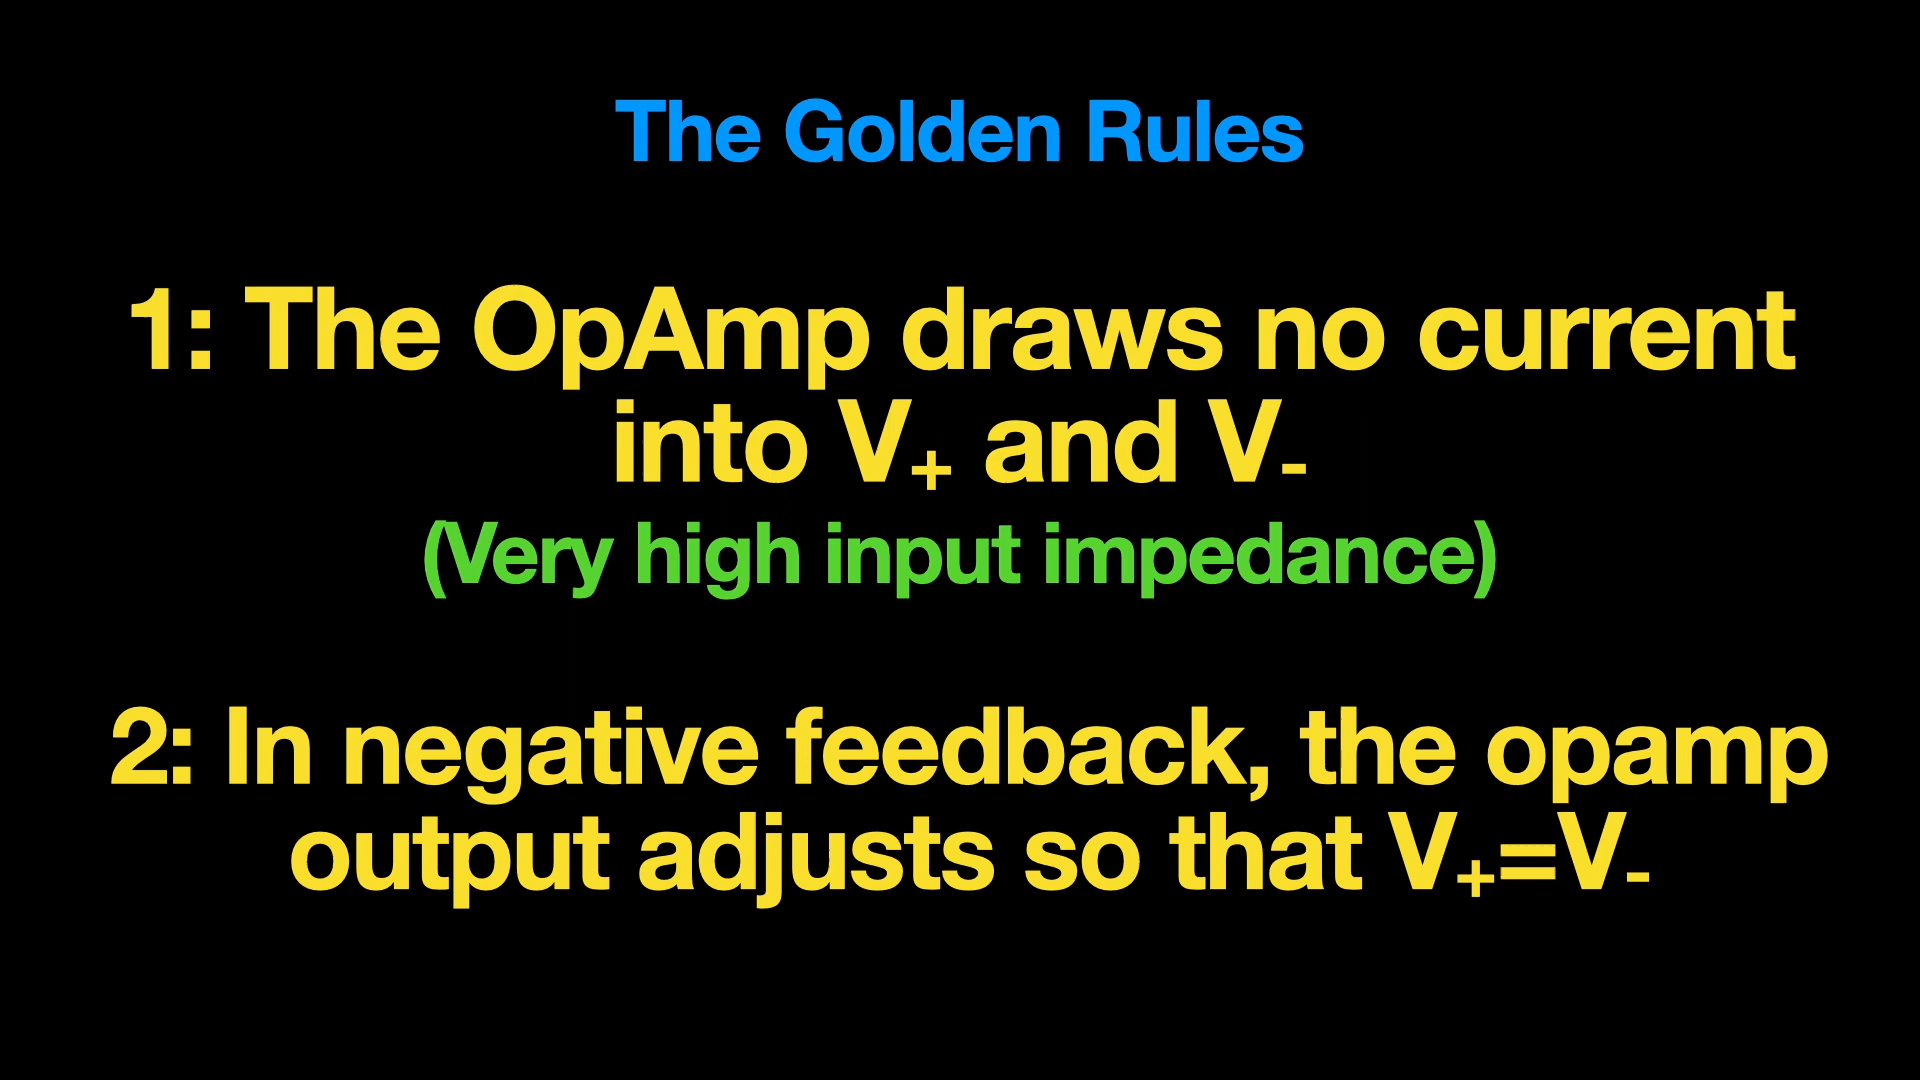 The Golden Rules
1: The OpAmp draws no current
into V₊ and V₋
(Very high input impedance)
2: In negative feedback, the opamp
output adjusts so that V₊=V₋